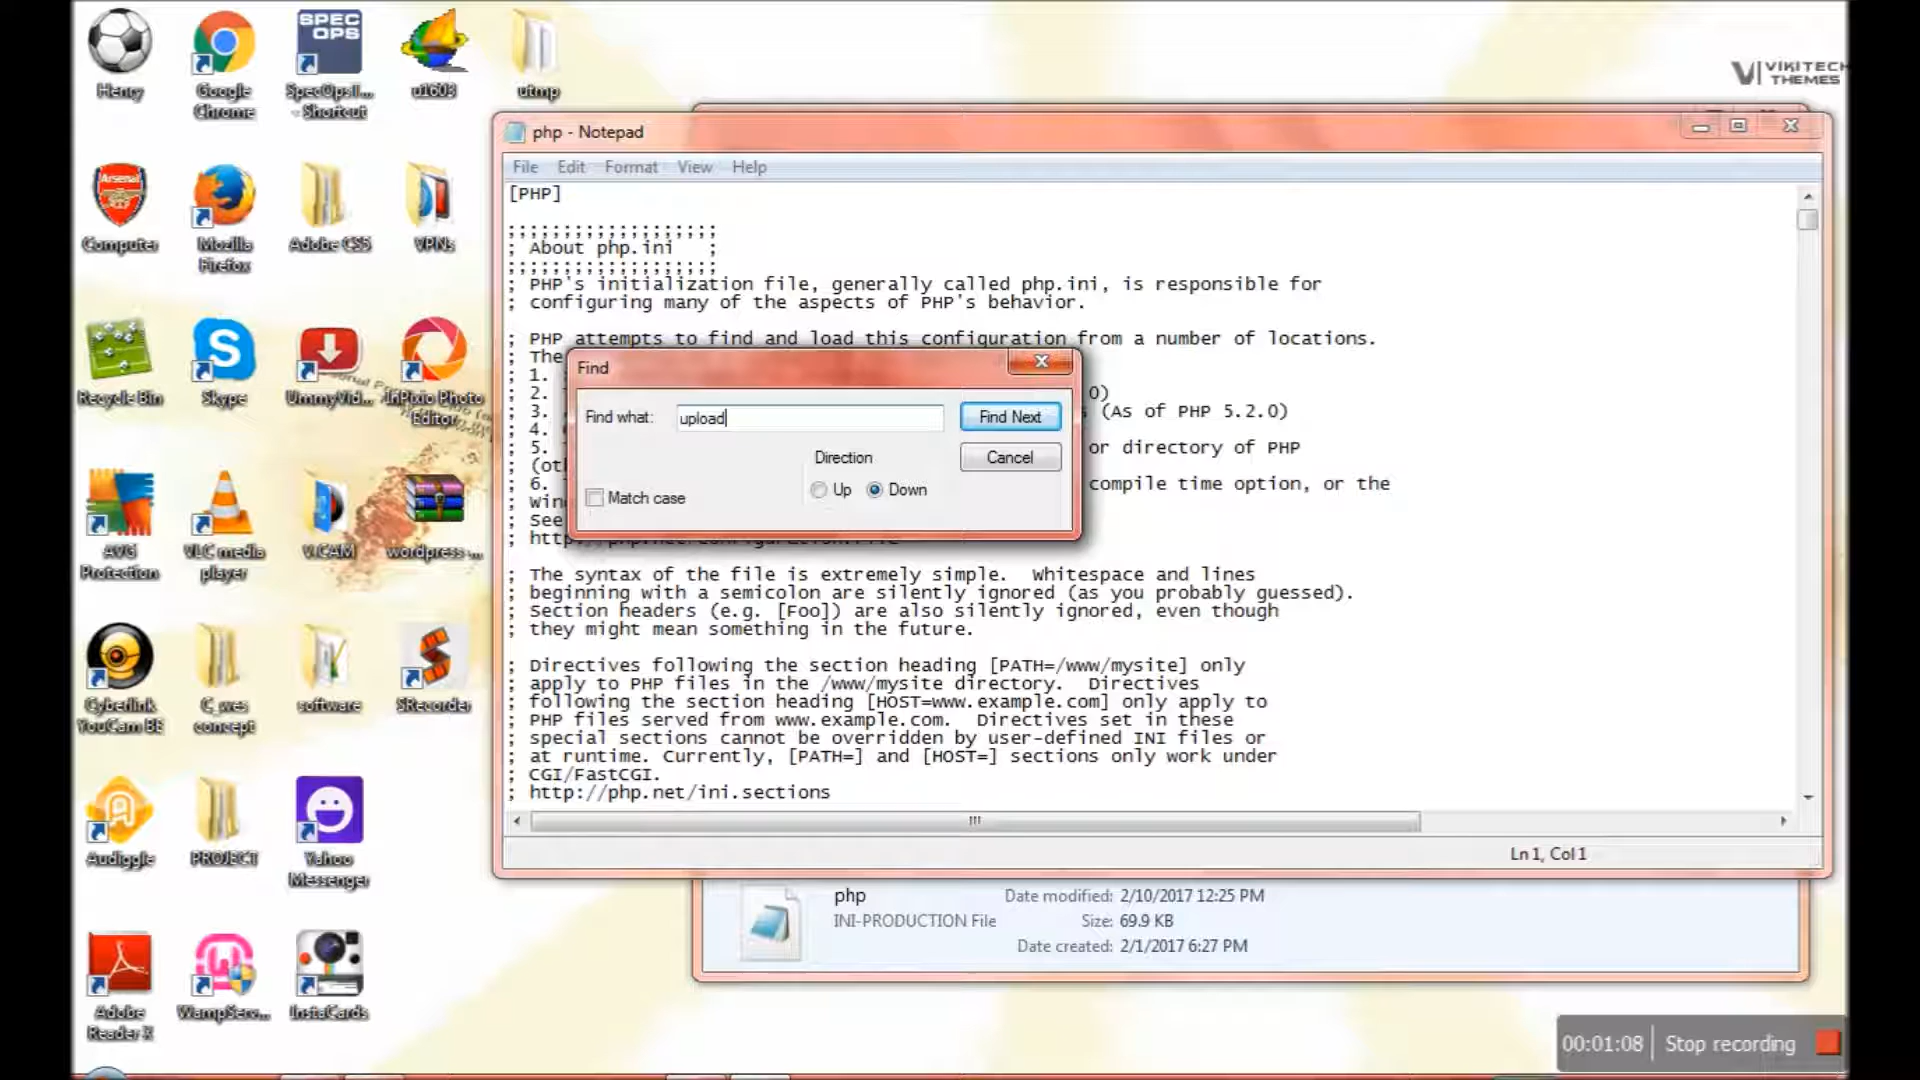 SPEC
OPS
Henry
Google
Chrome
SpecOpsT...
- Shortcut
u1603
utmp
VIKITECH
THEMES
php - Notepad
File Edit Format View Help
[PHP]
;;;;;;;;;;;;;;;;;;;
; About php.ini   ;
;;;;;;;;;;;;;;;;;;;
; PHP's initialization file, generally called php.ini, is responsible for
; configuring many of the aspects of PHP's behavior.
; PHP attempts to find and load this configuration from a number of locations.
; The
; 1.
; 2. 0)
; 3. (As of PHP 5.2.0)
; 4.
; 5. or directory of PHP
; 6. compile time option, or the
; See
; The syntax of the file is extremely simple.  Whitespace and lines
; beginning with a semicolon are silently ignored (as you probably guessed).
; Section headers (e.g. [Foo]) are also silently ignored, even though
; they might mean something in the future.
; Directives following the section heading [PATH=/www/mysite] only
; apply to PHP files in the /www/mysite directory.  Directives
; following the section heading [HOST=www.example.com] only apply to
; PHP files served from www.example.com.  Directives set in these
; special sections cannot be overridden by user-defined INI files or
; at runtime. Currently, [PATH=] and [HOST=] sections only work under
; CGI/FastCGI.
; http://php.net/ini.sections
Ln 1, Col 1
Find
Find what: upload
Find Next
Direction
Cancel
Up Down
Match case
Arsenal
Computer
Mozilla
Firefox
Adobe CS5
VPNs
Recycle Bin
Skype
UmmyVid...
InPixio Photo
Editor
AVG
Protection
VLC media
player
V.CAM
wordpress-...
Cyberlink
YouCam BE
C_wes
concept
software
SRecorder
Audiggle
PROJECT
Yahoo
Messenger
Adobe
Reader X
WampServ...
InstaCards
php Date modified: 2/10/2017 12:25 PM
INI-PRODUCTION File Size: 69.9 KB
Date created: 2/1/2017 6:27 PM
00:01:08 Stop recording